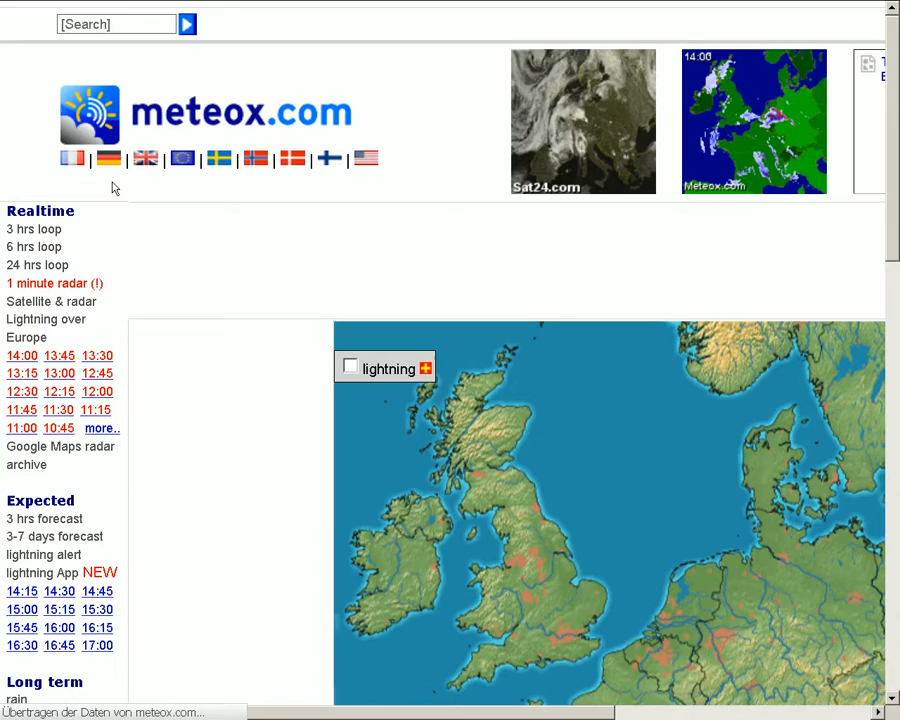 [Search]
14:00
T
E
meteox.com
Sat24.com
Meteox.com
Realtime
3 hrs loop
6 hrs loop
24 hrs loop
1 minute radar (!)
Satellite & radar
Lightning over
Europe
14:00 13:45 13:30
13:15 13:00 12:45
12:30 12:15 12:00
11:45 11:30 11:15
11:00 10:45 more..
Google Maps radar
archive
lightning
Expected
3 hrs forecast
3-7 days forecast
lightning alert
lightning App NEW
14:15 14:30 14:45
15:00 15:15 15:30
15:45 16:00 16:15
16:30 16:45 17:00
Long term
rain
Übertragen der Daten von meteox.com...